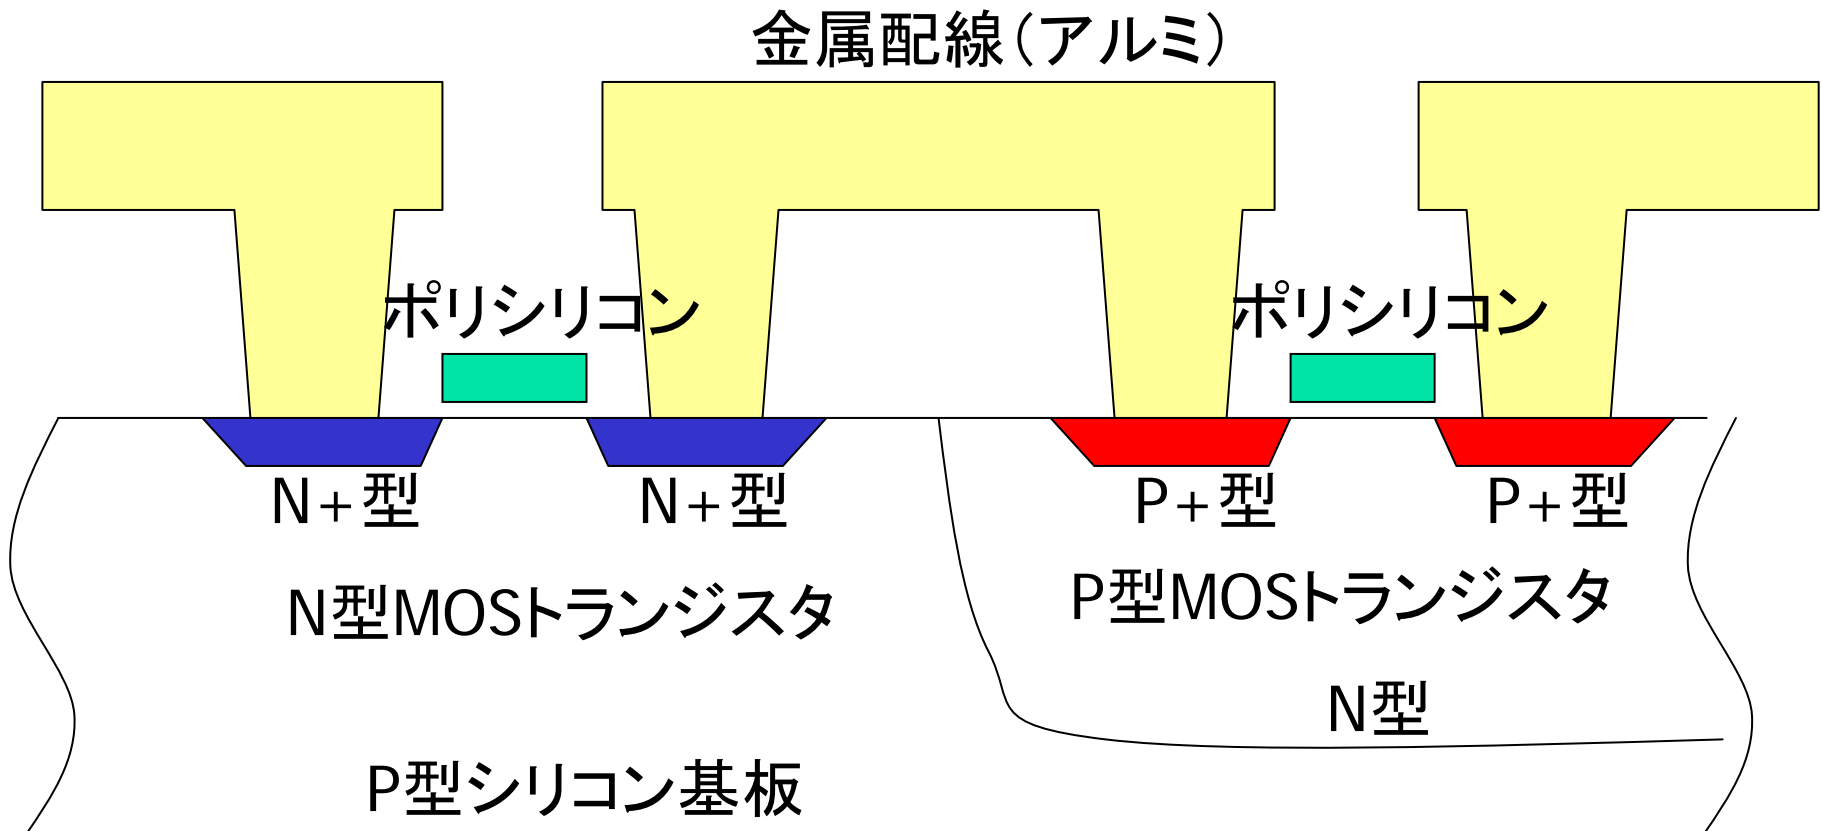 金属配線(アルミ)
ポリシリコン
ポリシリコン
N+型
N+型
P+型
P+型
N型MOSトランジスタ
P型MOSトランジスタ
N型
P型シリコン基板